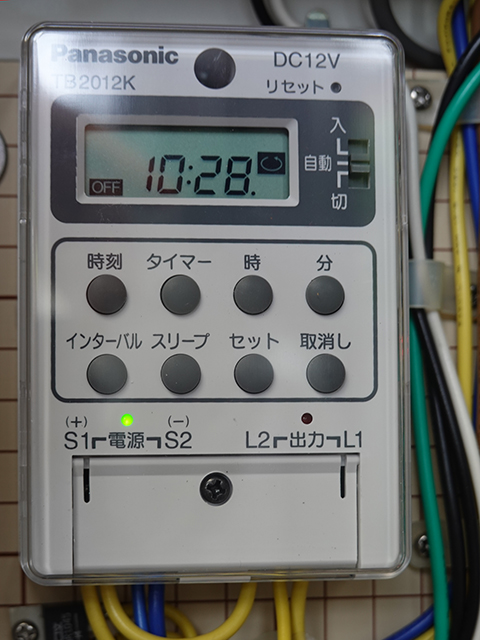 Panasonic
DC12V
TB2012K
リセット
入
自動
切
OFF 10:28.
時刻 タイマー 時 分
インターバル スリープ セット 取消し
(+) (−)
S1 電源 S2 L2 出力 L1